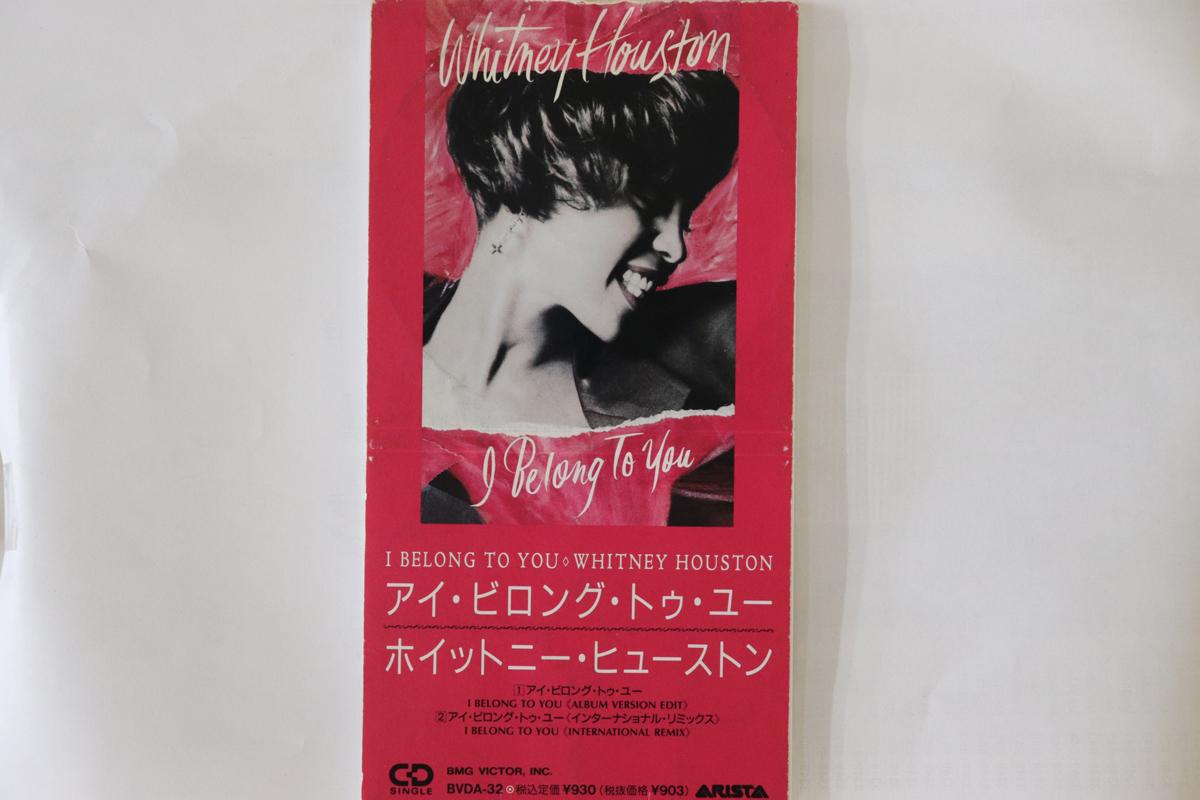 Whitney Houston
I Belong To You
I BELONG TO YOU◇WHITNEY HOUSTON
アイ・ビロング・トゥ・ユー
ホイットニー・ヒューストン
1アイ・ビロング・トゥ・ユー
I BELONG TO YOU《ALBUM VERSION EDIT》
2アイ・ビロング・トゥ・ユー〈インターナショナル・リミックス〉
I BELONG TO YOU《INTERNATIONAL REMIX》
CD BMG VICTOR, INC.
SINGLE BVDA-32⊙税込定価¥930(税抜価格¥903) ARISTA